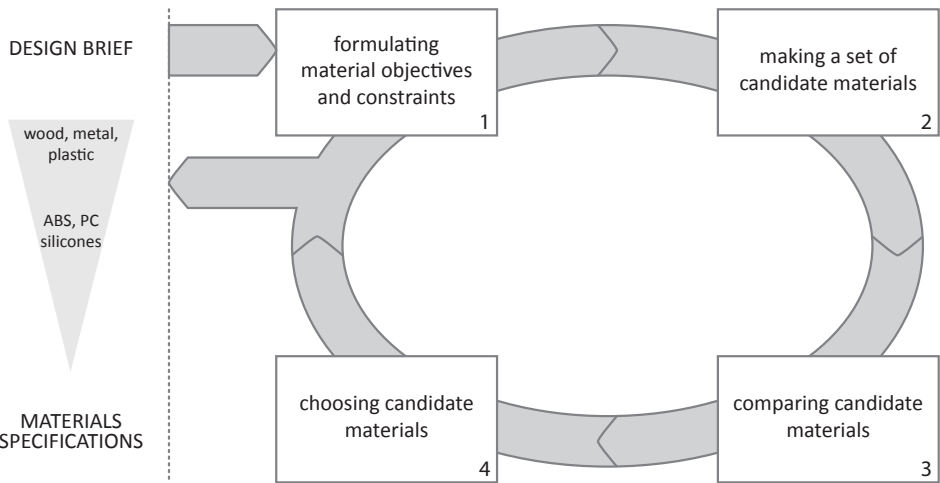 DESIGN BRIEF
wood, metal,
plastic
ABS, PC
silicones
MATERIALS
SPECIFICATIONS
formulating
material objectives
and constraints
1
making a set of
candidate materials
2
comparing candidate
materials
3
choosing candidate
materials
4